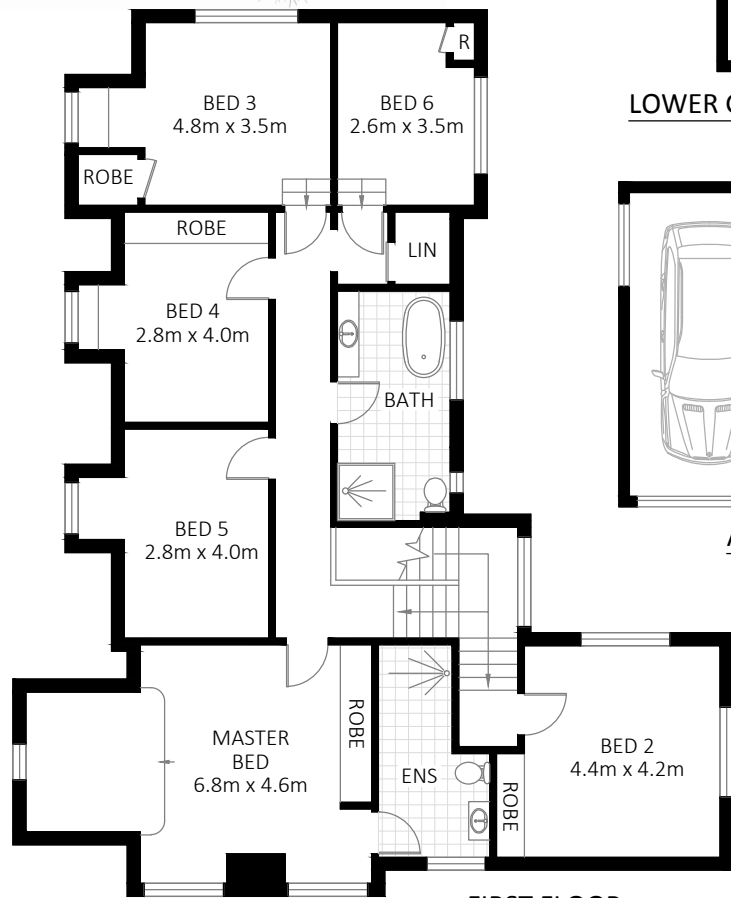 R
BED 3
4.8m x 3.5m
BED 6
2.6m x 3.5m
LOWER
ROBE
ROBE
LIN
BED 4
2.8m x 4.0m
BATH
BED 5
2.8m x 4.0m
MASTER
BED
6.8m x 4.6m
ROBE
ENS
BED 2
4.4m x 4.2m
ROBE
FIRST FLOOR